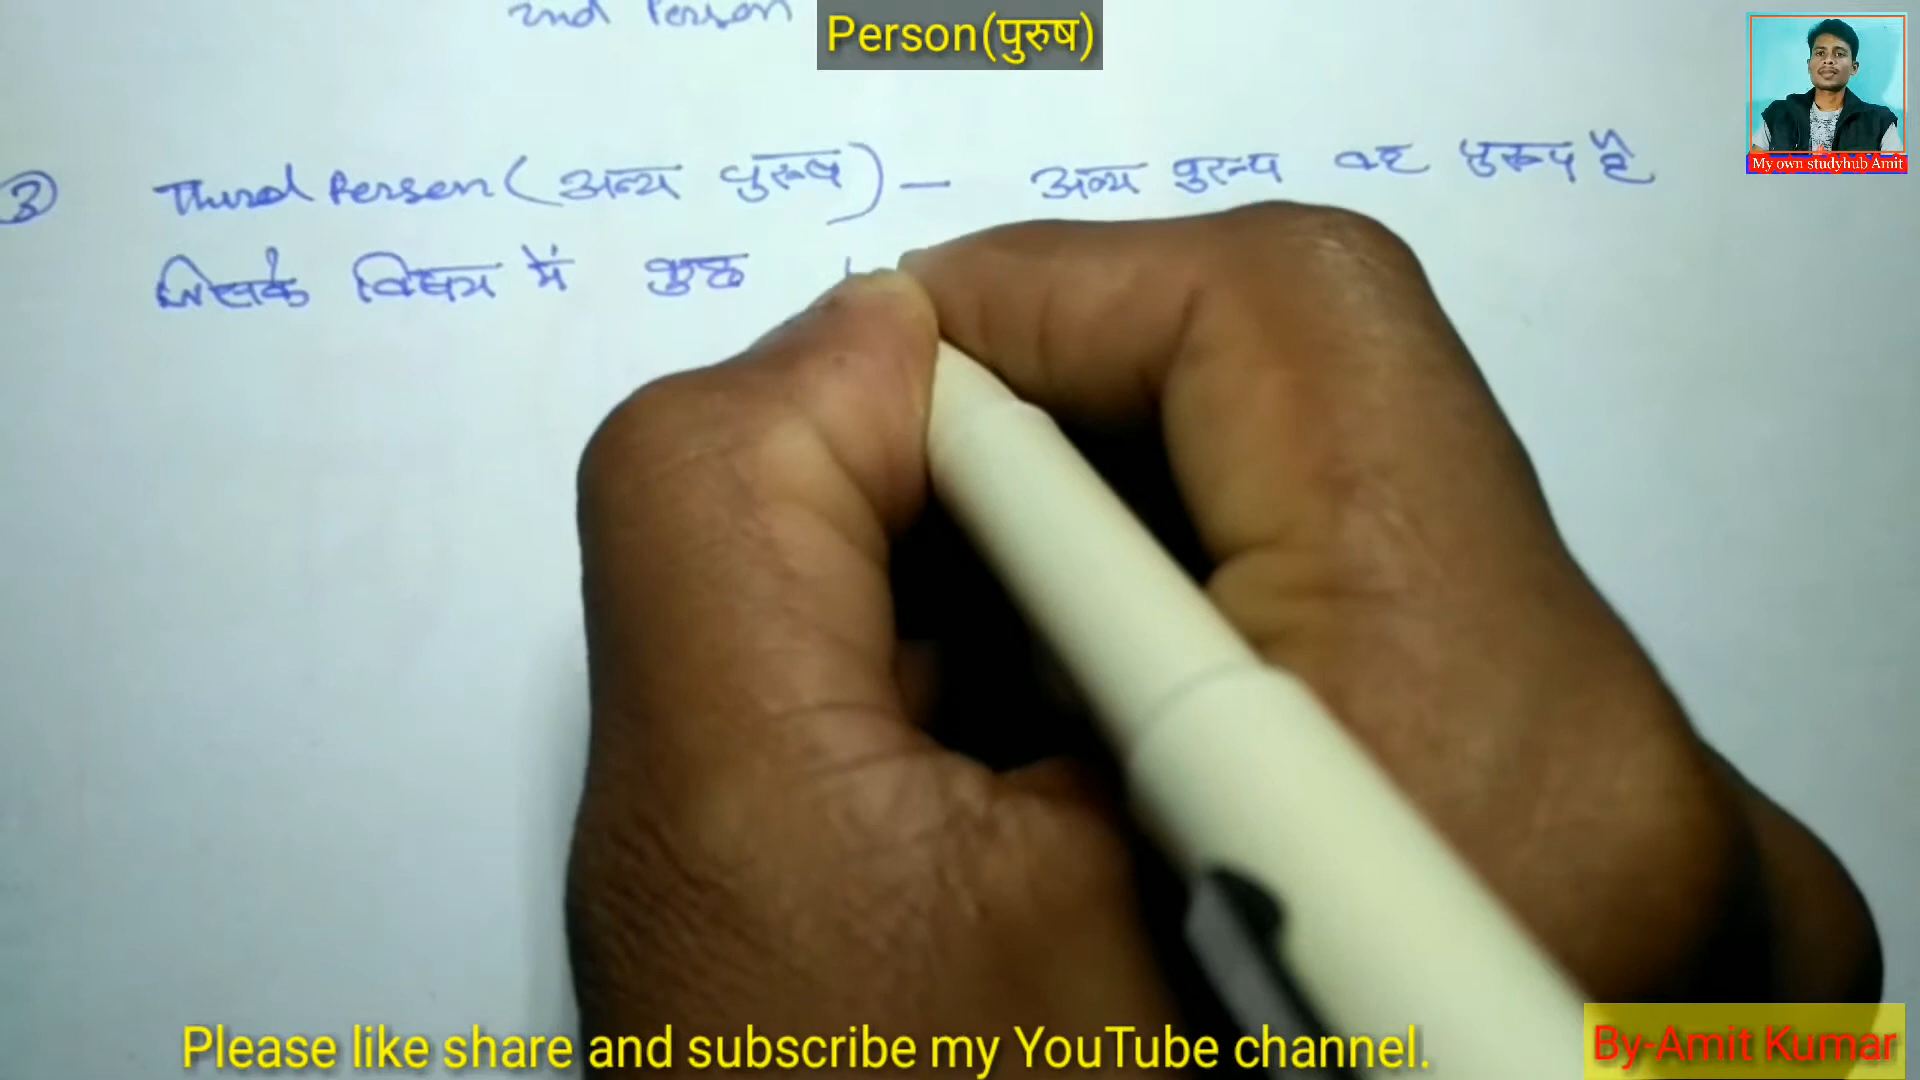 2nd Person
Person(पुरुष)
My own studyhub Amit
③ Third Person (अन्य पुरूष) – अन्य पुरूष वह पुरूष है
जिसके विषय में कुछ
Please like share and subscribe my YouTube channel.
By-Amit Kumar